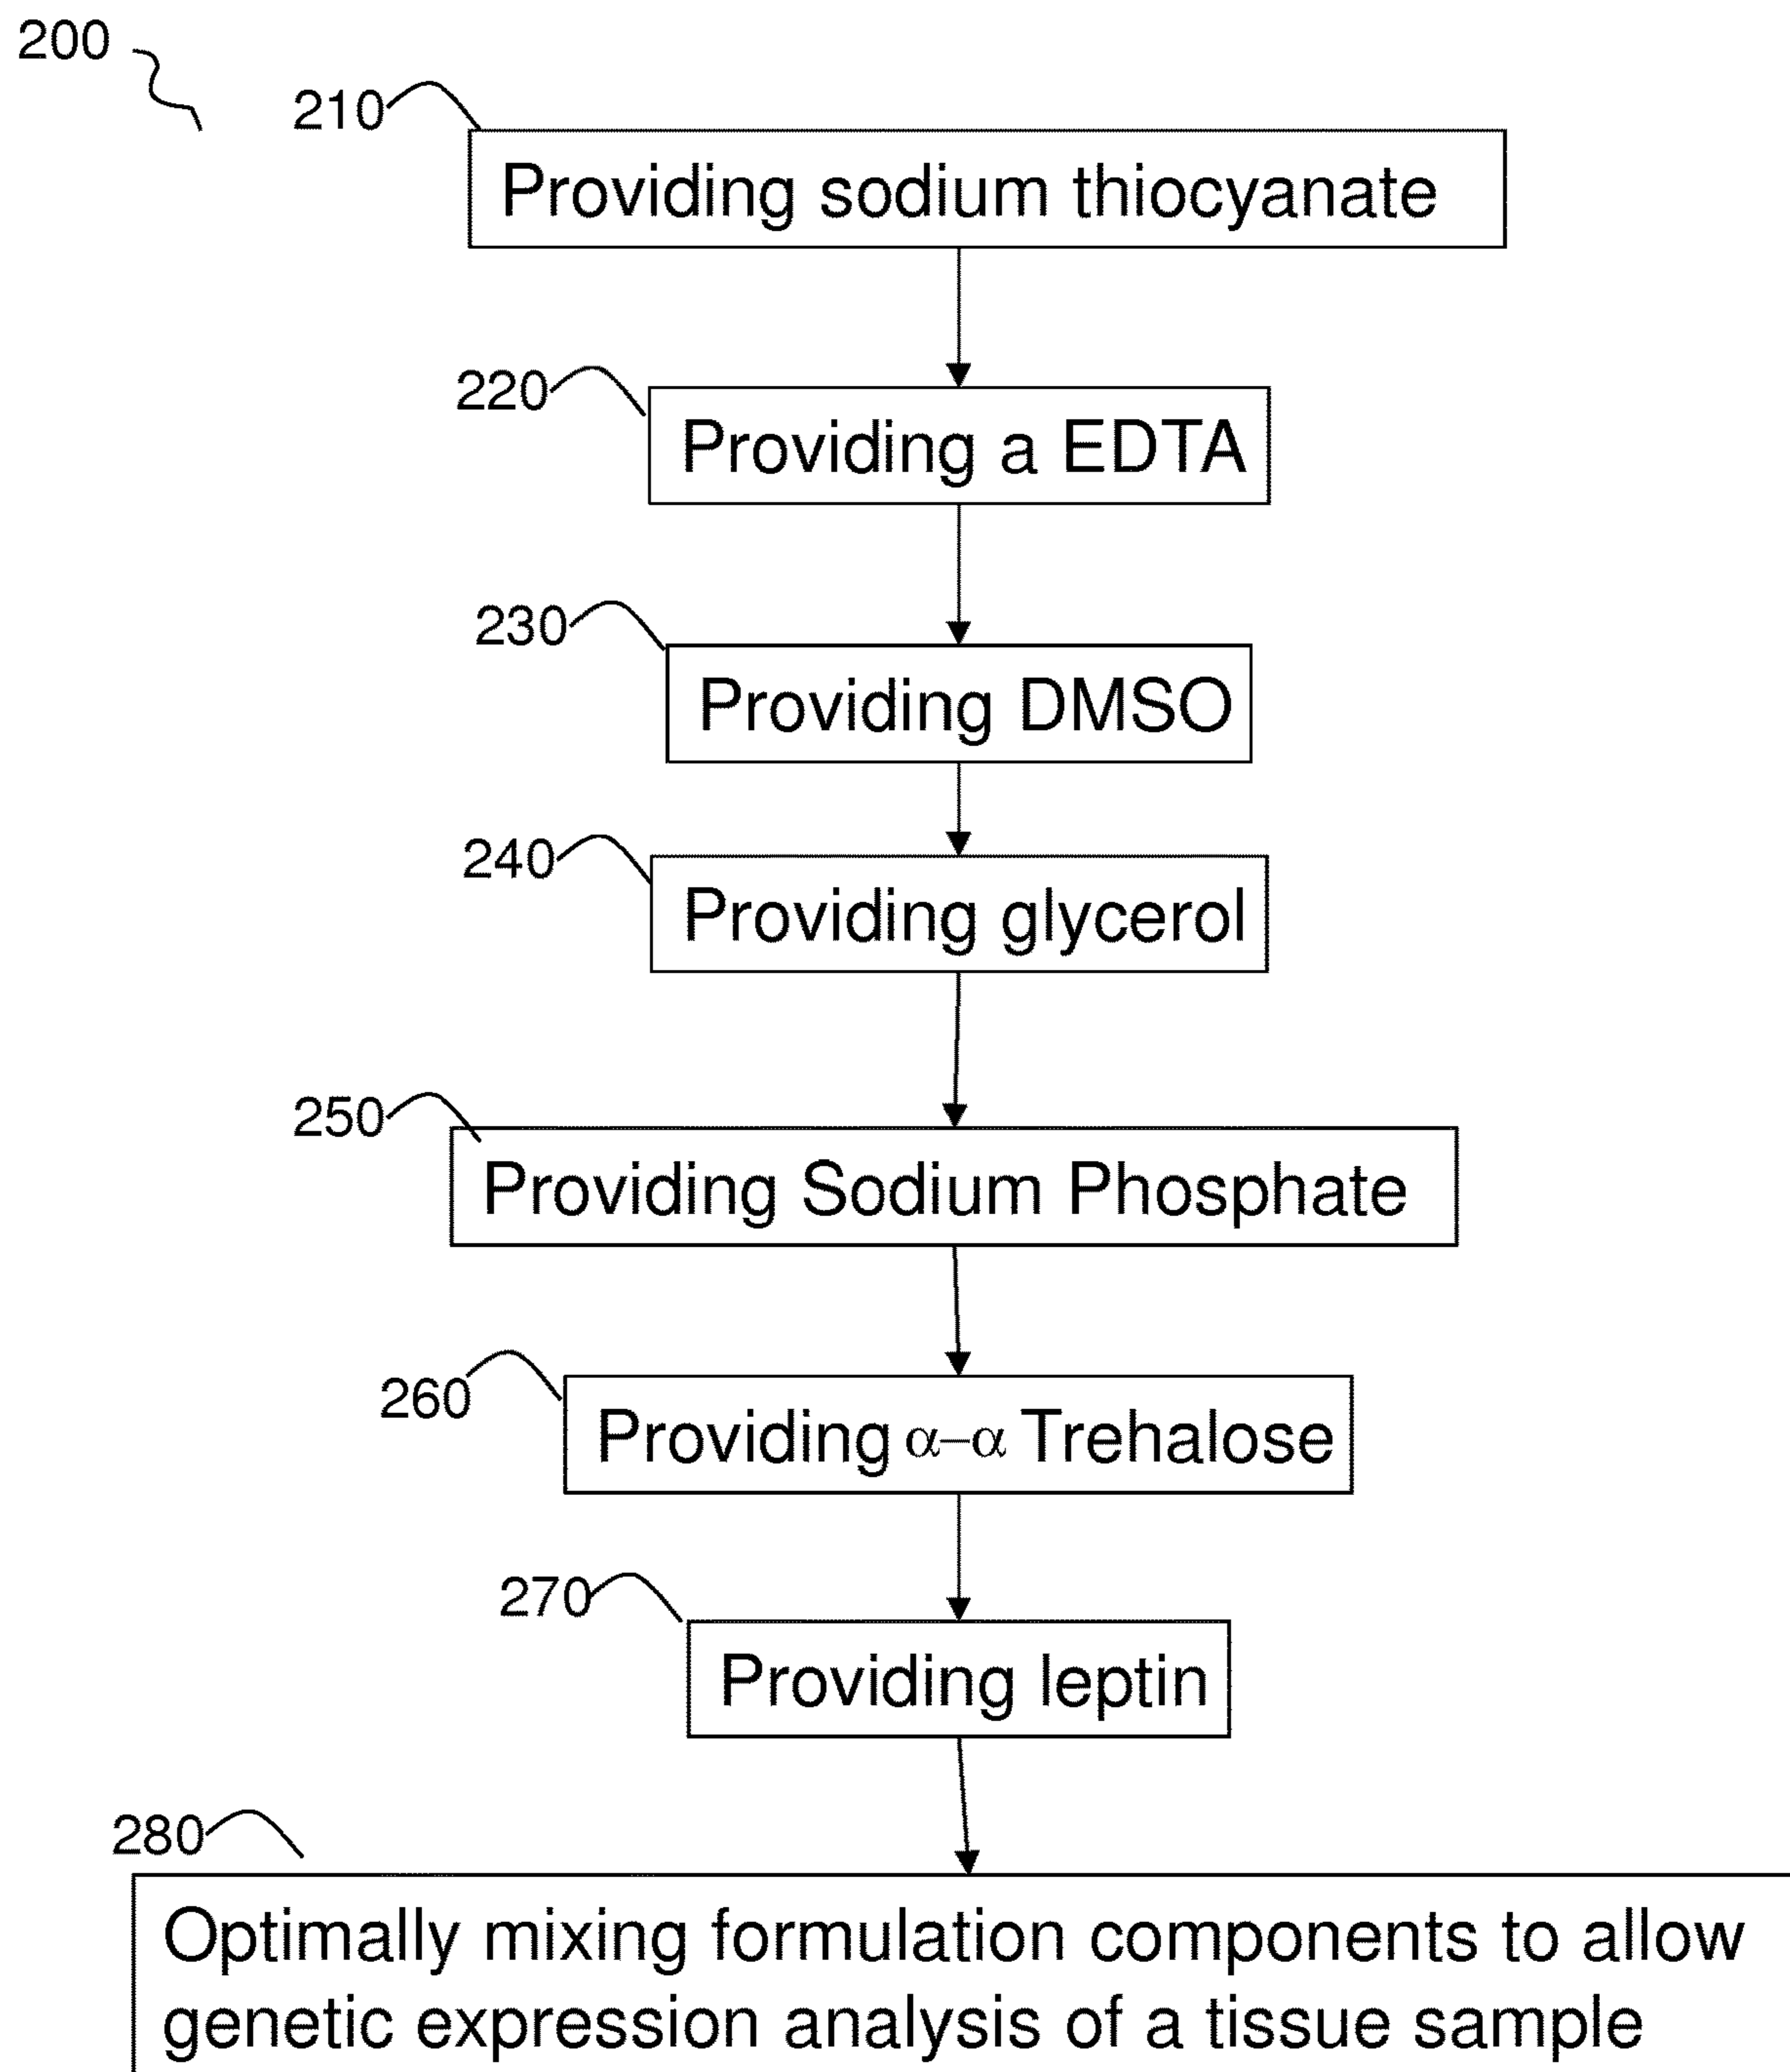 200
210
Providing sodium thiocyanate
220
Providing a EDTA
230
Providing DMSO
240
Providing glycerol
250
Providing Sodium Phosphate
260
Providing α–α Trehalose
270
Providing leptin
280
Optimally mixing formulation components to allow
genetic expression analysis of a tissue sample